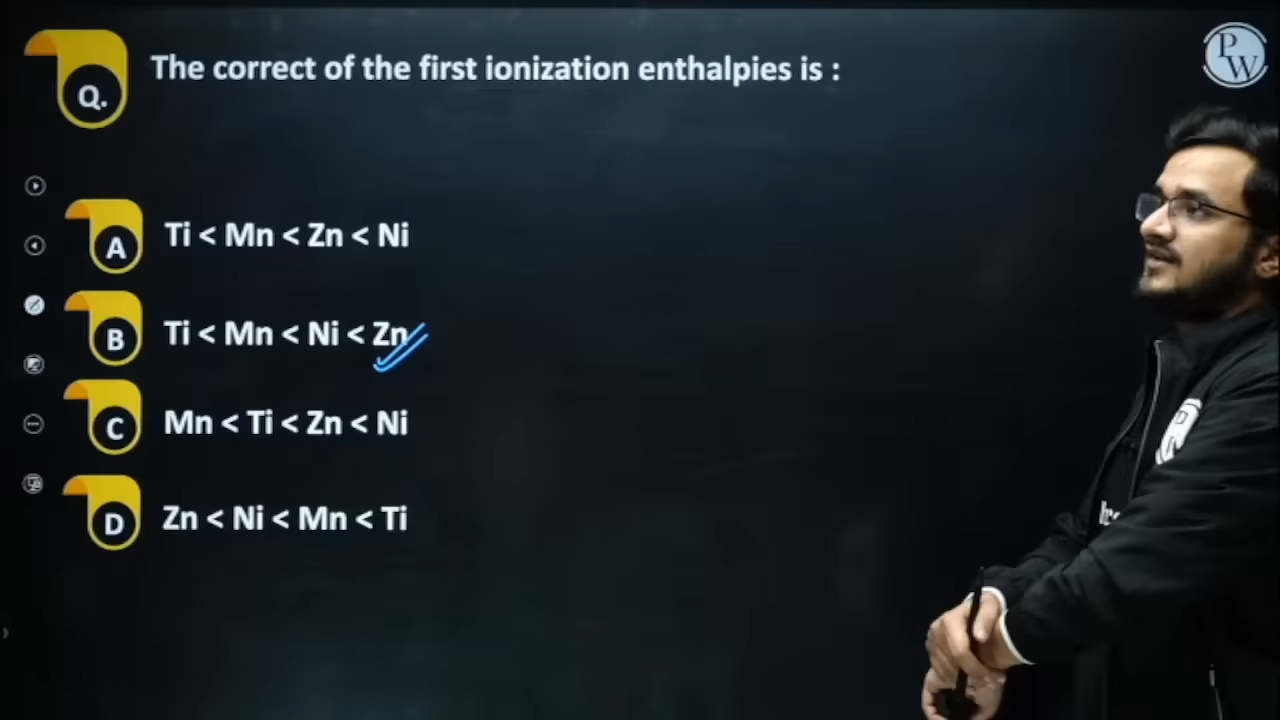 PW
Q.
The correct of the first ionization enthalpies is :
A
Ti < Mn < Zn < Ni
B
Ti < Mn < Ni < Zn
C
Mn < Ti < Zn < Ni
R
D
Zn < Ni < Mn < Ti